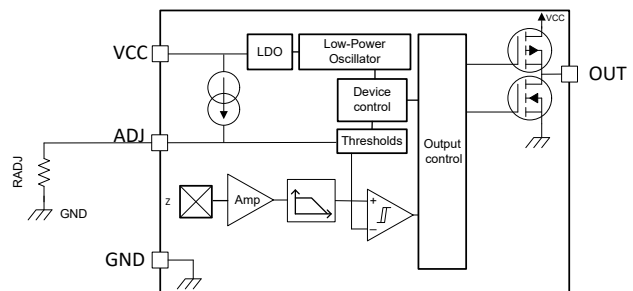 VCC
VCC
LDO
Low-Power
Oscillator
OUT
Device
control
ADJ
Thresholds
Output
control
RADJ
GND
Z
Amp
+
−
GND